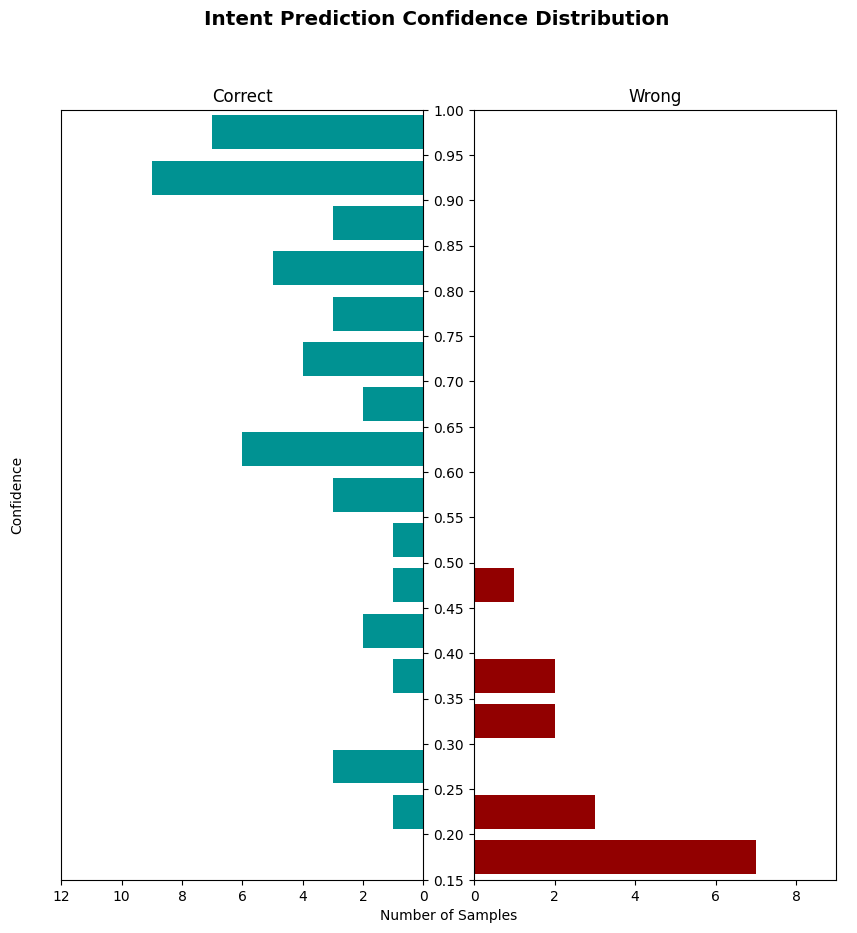 Intent Prediction Confidence Distribution
Correct
Wrong
1.00
0.95
0.90
0.85
0.80
0.75
0.70
0.65
0.60
0.55
0.50
0.45
0.40
0.35
0.30
0.25
0.20
0.15
Confidence
12 10 8 6 4 2 0
0 2 4 6 8
Number of Samples